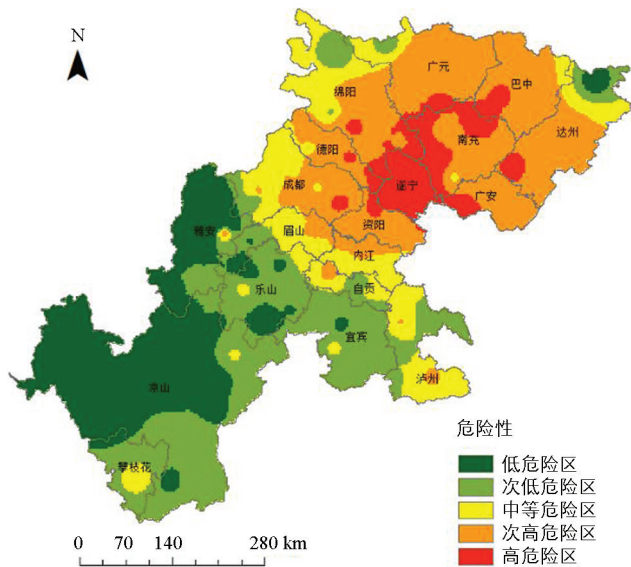 N
广元
巴中
绵阳
达州
南充
德阳
遂宁
广安
成都
资阳
雅安
眉山
内江
乐山
自贡
宜宾
泸州
凉山
攀枝花
危险性
低危险区
次低危险区
中等危险区
次高危险区
高危险区
0 70 140 280 km